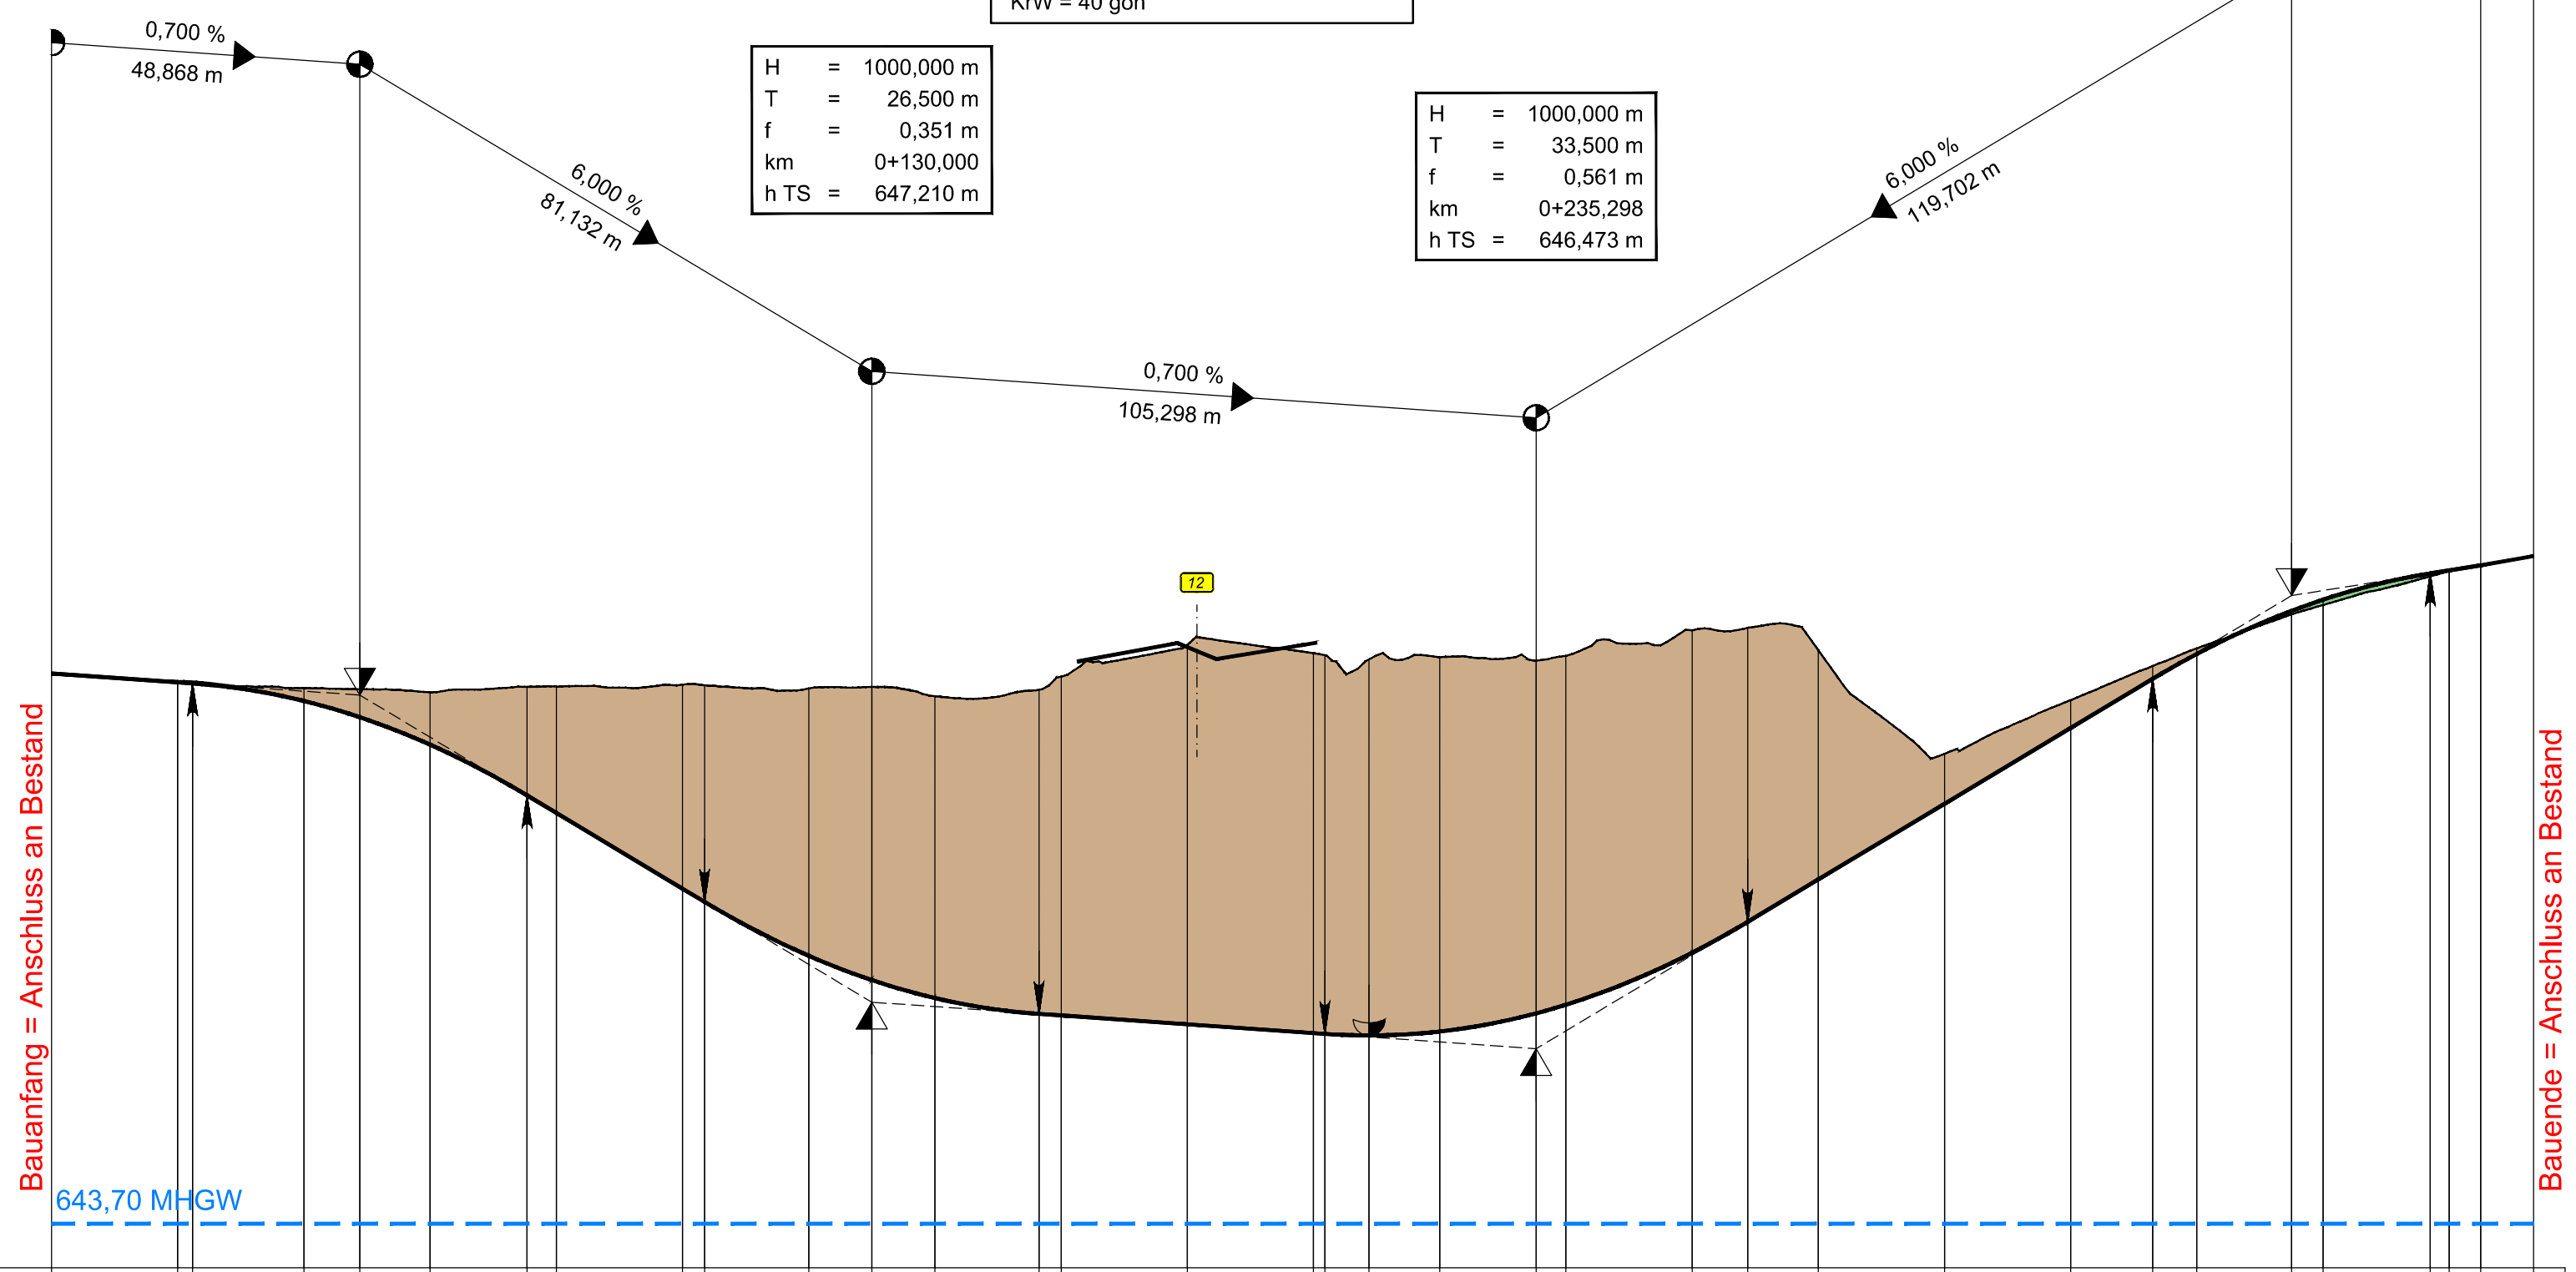 KrW = 40 gon
0,700 %
48,868 m
6,000 %
81,132 m
H = 1000,000 m
T = 26,500 m
f = 0,351 m
km 0+130,000
h TS = 647,210 m
H = 1000,000 m
T = 33,500 m
f = 0,561 m
km 0+235,298
h TS = 646,473 m
6,000 %
119,702 m
0,700 %
105,298 m
12
Bauanfang = Anschluss an Bestand
Bauende = Anschluss an Bestand
643,70 MHGW